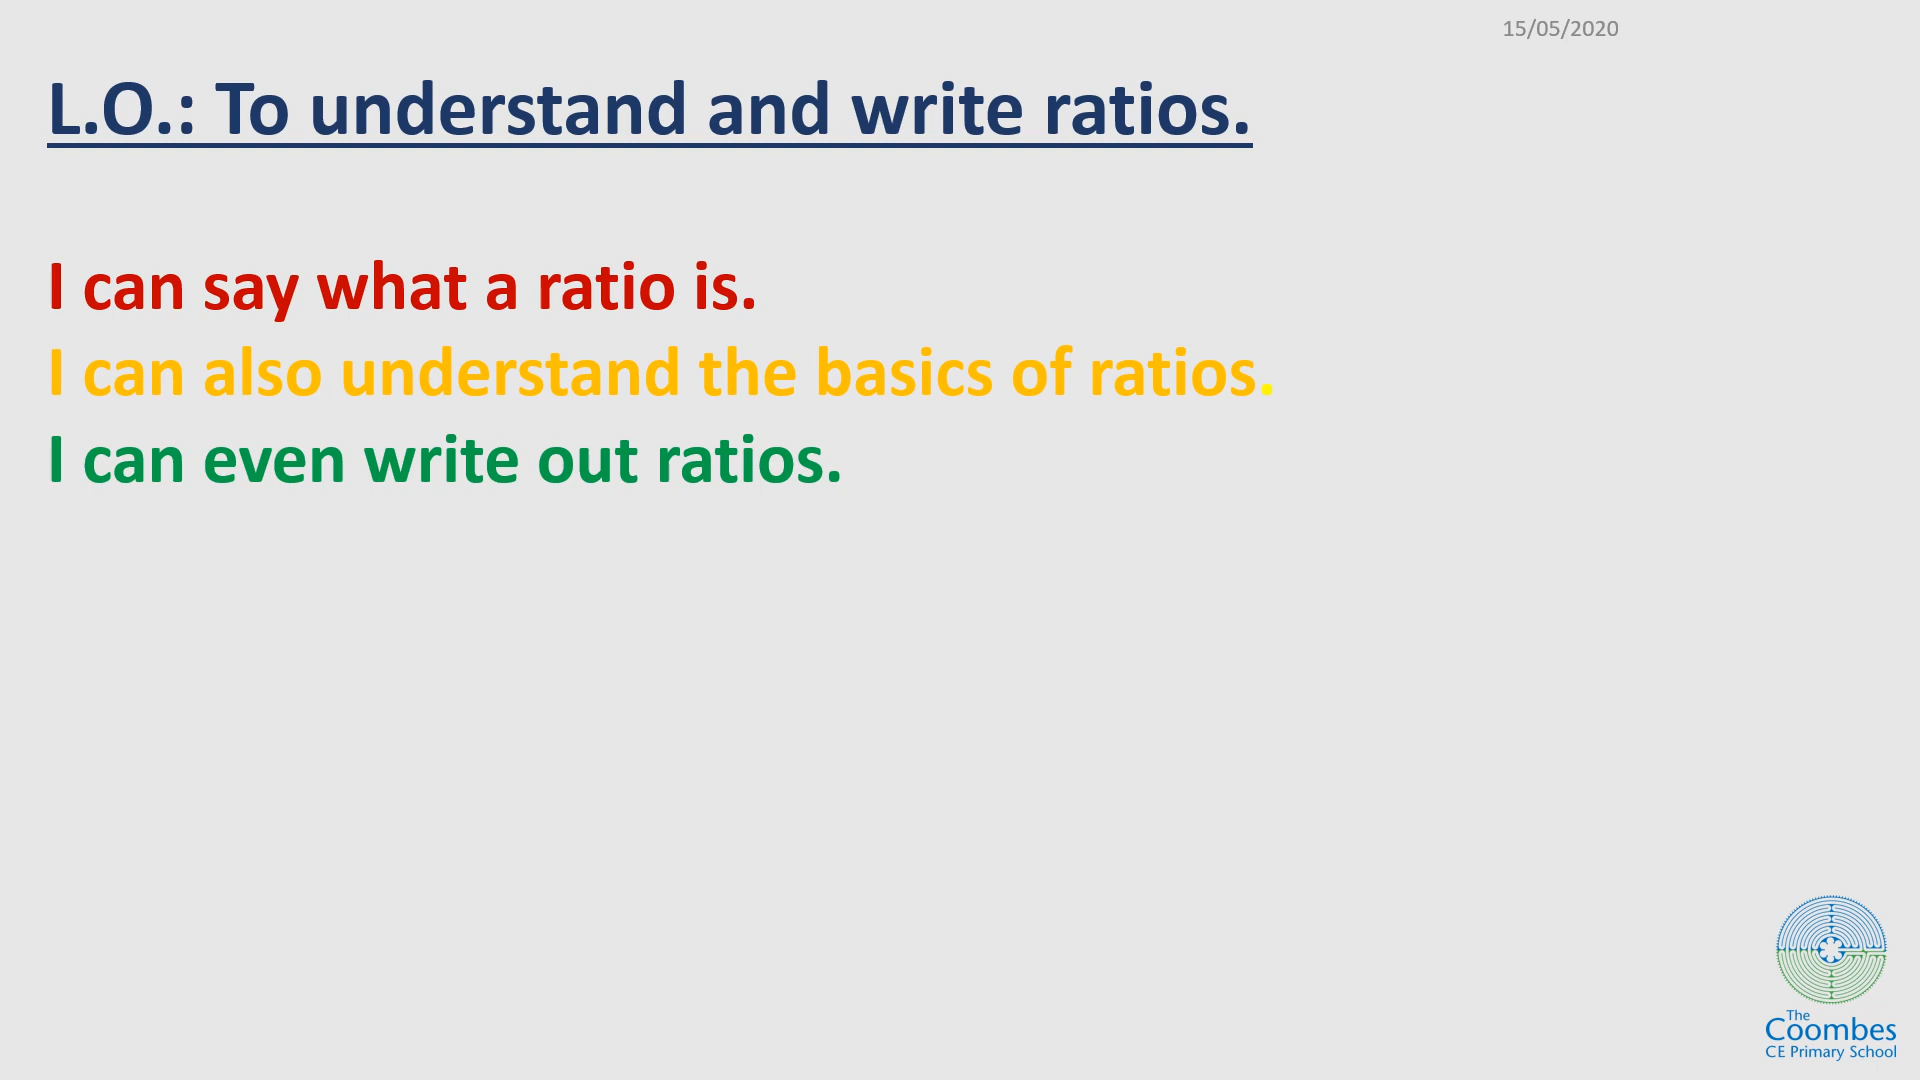 15/05/2020
L.O.: To understand and write ratios.
I can say what a ratio is.
I can also understand the basics of ratios.
I can even write out ratios.
The
Coombes
CE Primary School